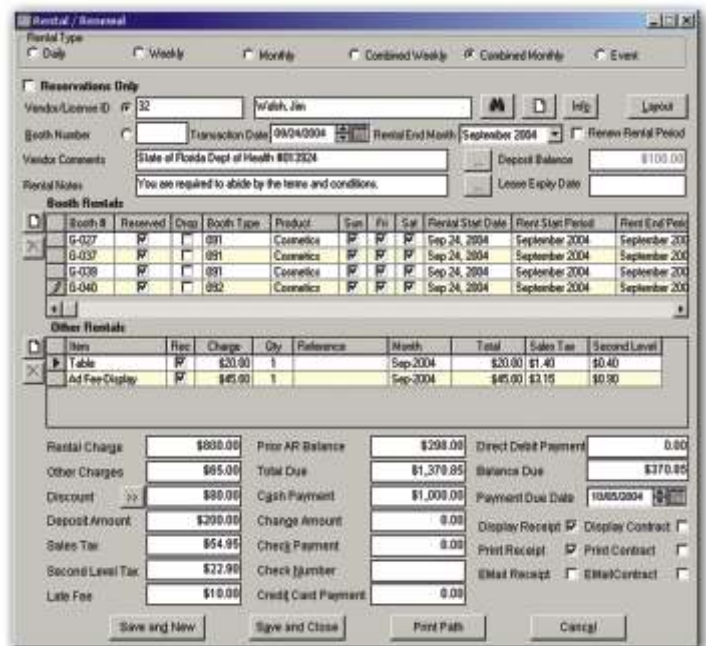 Rental / Renewal
Rental Type
Daily Weekly Monthly Combined Weekly Combined Monthly Event
Reservations Only
Vendor/License ID 32 Walsh, Jim Info Layout
Booth Number Transaction Date 09/24/2004 Rental End Month September 2004 Renew Rental Period
Vendor Comments State of Florida Dept of Health #013924 ... Deposit Balance $100.00
Rental Notes You are required to abide by the terms and conditions. ... Lease Expiry Date
Booth Rentals
Booth # Reserved Drop Booth Type Product Sun Fri Sat Rental Start Date Rent Start Period Rent End Peri
G-027 091 Cosmetics Sep 24, 2004 September 2004 September 200
G-037 091 Cosmetics Sep 24, 2004 September 2004 September 200
G-039 091 Cosmetics Sep 24, 2004 September 2004 September 200
G-040 092 Cosmetics Sep 24, 2004 September 2004 September 200
Other Rentals
Item Rec Charge Qty Reference Month Total Sales Tax Second Level
Table $20.00 1 Sep-2004 $20.00 $1.40 $0.40
Ad Fee-Display $45.00 1 Sep-2004 $45.00 $3.15 $0.90
Rental Charge $880.00 Prior AR Balance $298.00 Direct Debit Payment 0.00
Other Charges $65.00 Total Due $1,370.85 Balance Due $370.85
Discount >> $80.00 Cash Payment $1,000.00 Payment Due Date 10/05/2004
Deposit Amount $200.00 Change Amount 0.00 Display Receipt Display Contract
Sales Tax $54.95 Check Payment 0.00 Print Receipt Print Contract
Second Level Tax $22.90 Check Number EMail Receipt EMailContract
Late Fee $10.00 Credit Card Payment 0.00
Save and New Save and Close Print Path Cancel